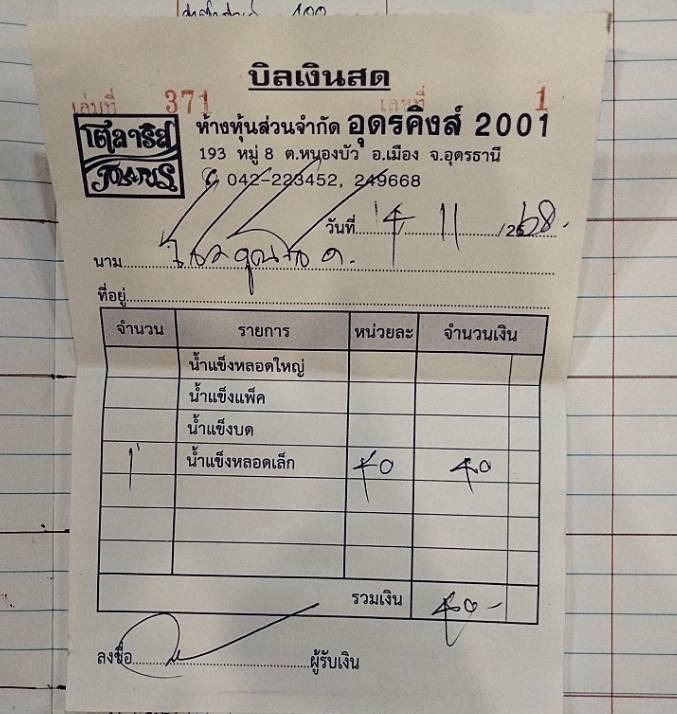 บิลเงินสด
เล่มที่ 371 เลขที่ 1
ห้างหุ้นส่วนจำกัด อุดรคิงส์ 2001
193 หมู่ 8 ต.หนองบัว อ.เมือง จ.อุดรธานี
042-223452, 249668
วันที่ 11 /2568.
นาม
ที่อยู่
จำนวน รายการ หน่วยละ จำนวนเงิน
น้ำแข็งหลอดใหญ่
น้ำแข็งแพ็ค
น้ำแข็งบด
1 น้ำแข็งหลอดเล็ก 40 40
รวมเงิน 40-
ลงชื่อ ผู้รับเงิน